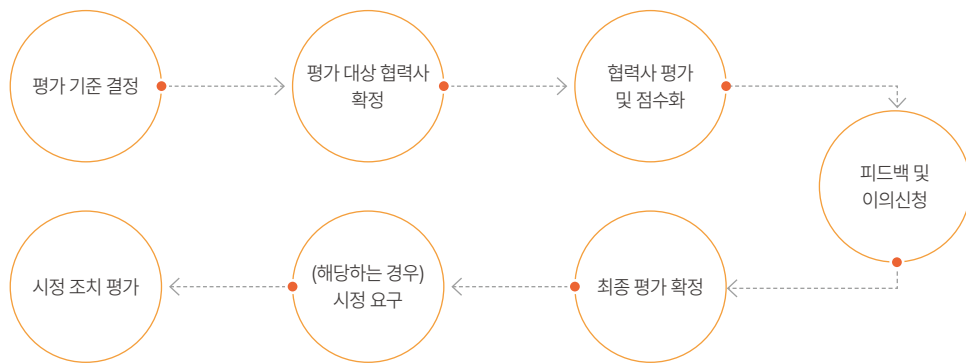 평가 기준 결정
평가 대상 협력사
확정
협력사 평가
및 점수화
피드백 및
이의신청
최종 평가 확정
(해당하는 경우)
시정 요구
시정 조치 평가